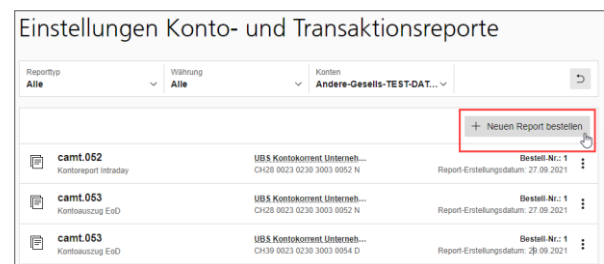 Einstellungen Konto- und Transaktionsreporte
Reporttyp Währung Konten
Alle Alle Andere-Gesells-TEST-DAT...
+ Neuen Report bestellen
camt.052 UBS Kontokorrent Unterneh... Bestell-Nr.: 1
Kontoreport Intraday CH28 0023 0230 3003 0052 N Report-Erstellungsdatum: 27.09.2021
camt.053 UBS Kontokorrent Unterneh... Bestell-Nr.: 1
Kontoauszug EoD CH28 0023 0230 3003 0052 N Report-Erstellungsdatum: 27.09.2021
camt.053 UBS Kontokorrent Unterneh... Bestell-Nr.: 1
Kontoauszug EoD CH39 0023 0230 3003 0054 D Report-Erstellungsdatum: 29.09.2021